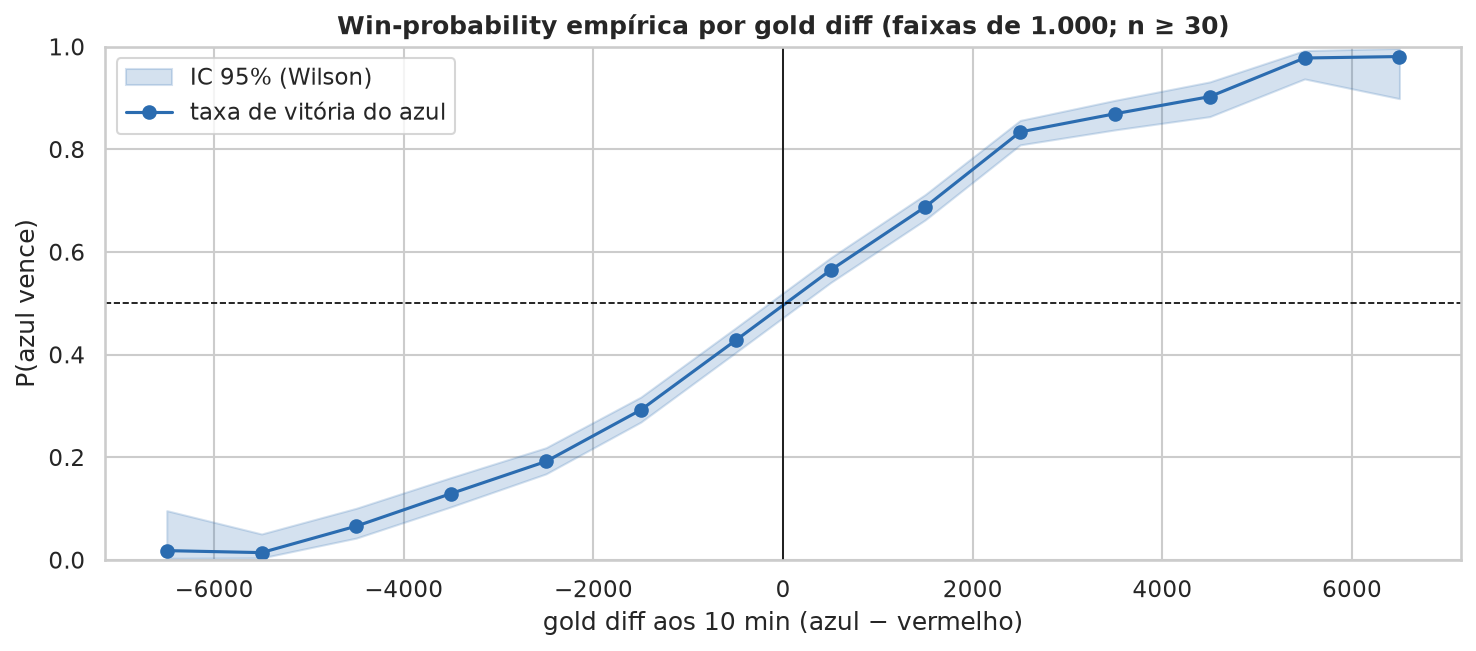 Win-probability empírica por gold diff (faixas de 1.000; n ≥ 30)
IC 95% (Wilson)
taxa de vitória do azul
P(azul vence)
1.0
0.8
0.6
0.4
0.2
0.0
−6000 −4000 −2000 0 2000 4000 6000
gold diff aos 10 min (azul − vermelho)